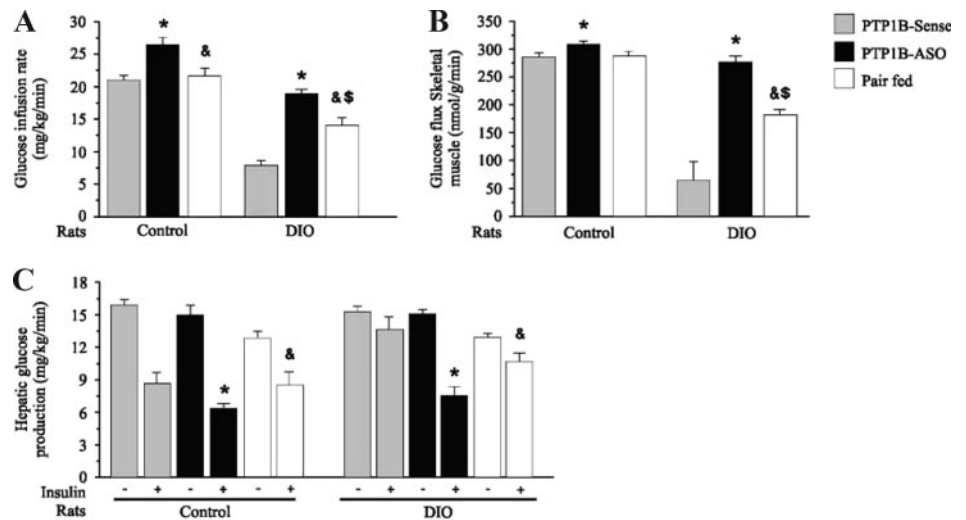 A
Glucose infusion rate
(mg/kg/min)
30
25
20
15
10
5
0
*
&
*
&$
Rats
Control
DIO
B
Glucose flux Skeletal
muscle (nmol/g/min)
350
300
250
200
150
100
50
0
*
*
&$
Rats
Control
DIO
PTP1B-Sense
PTP1B-ASO
Pair fed
C
Hepatic glucose
production (mg/kg/min)
18
15
12
9
6
3
0
*
&
*
&
Insulin - + - + - + - + - + - +
Rats
Control
DIO